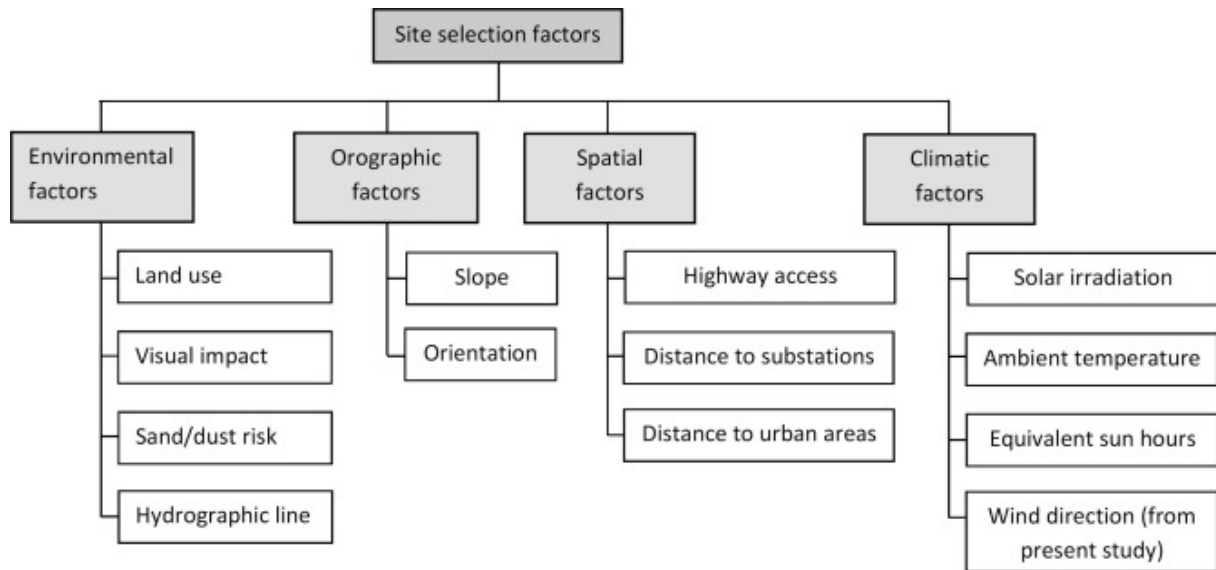 Site selection factors
Environmental
factors
Orographic
factors
Spatial
factors
Climatic
factors
Land use
Visual impact
Sand/dust risk
Hydrographic line
Slope
Orientation
Highway access
Distance to substations
Distance to urban areas
Solar irradiation
Ambient temperature
Equivalent sun hours
Wind direction (from
present study)